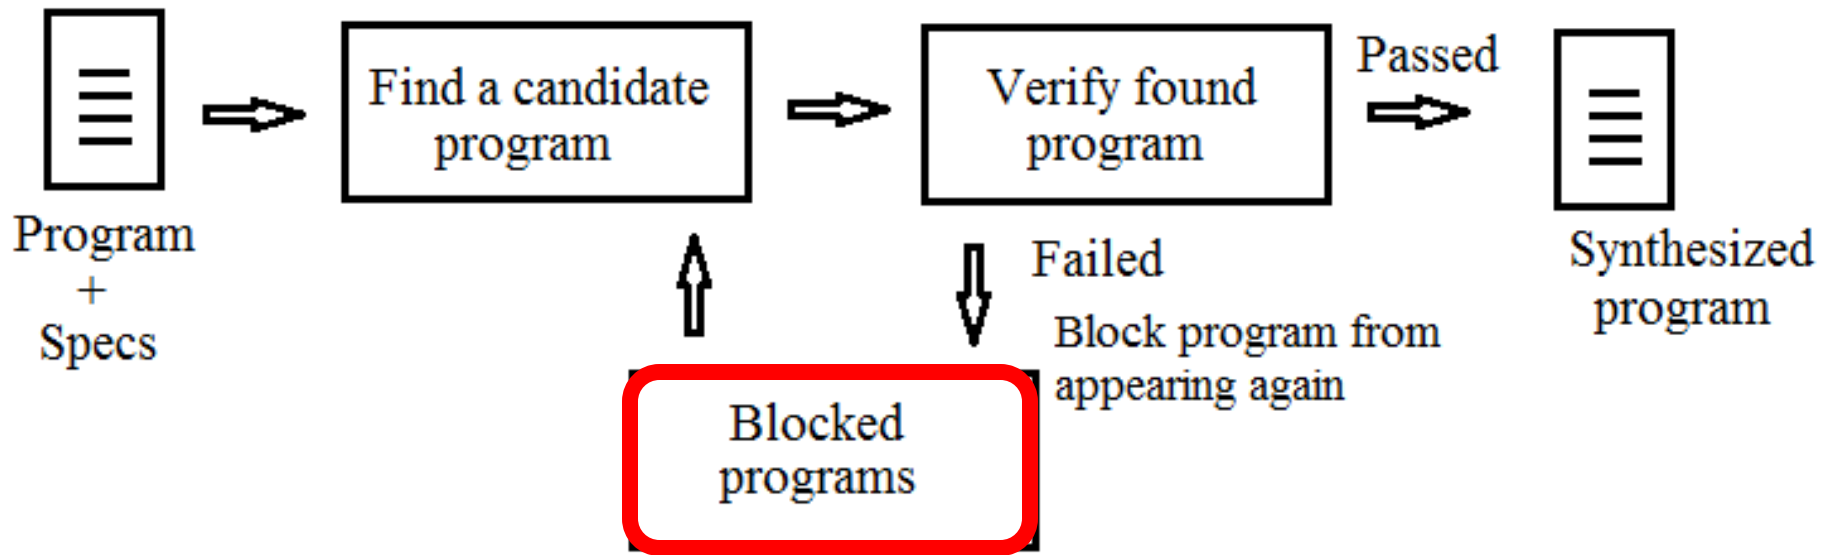 Program
+
Specs
Find a candidate
program
Verify found
program
Passed
Synthesized
program
Failed
Block program from
appearing again
Blocked
programs